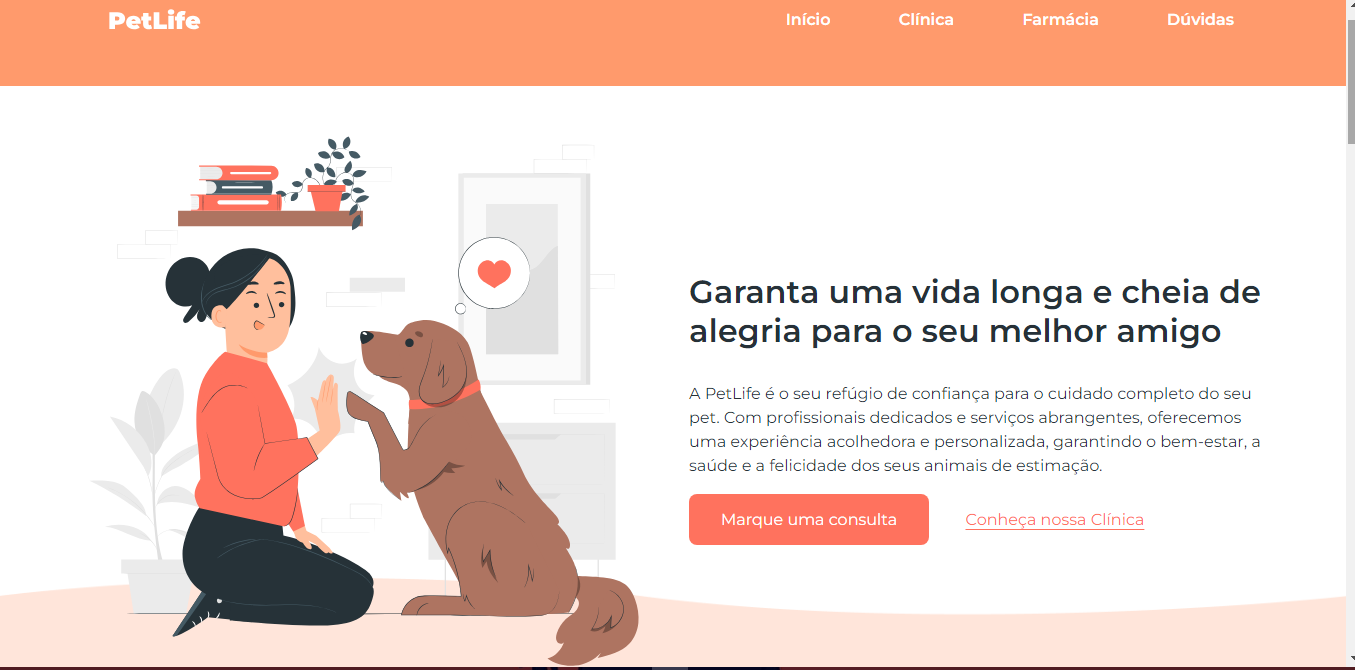 PetLife
Início
Clínica
Farmácia
Dúvidas
Garanta uma vida longa e cheia de
alegria para o seu melhor amigo
A PetLife é o seu refúgio de confiança para o cuidado completo do seu
pet. Com profissionais dedicados e serviços abrangentes, oferecemos
uma experiência acolhedora e personalizada, garantindo o bem-estar, a
saúde e a felicidade dos seus animais de estimação.
Marque uma consulta
Conheça nossa Clínica